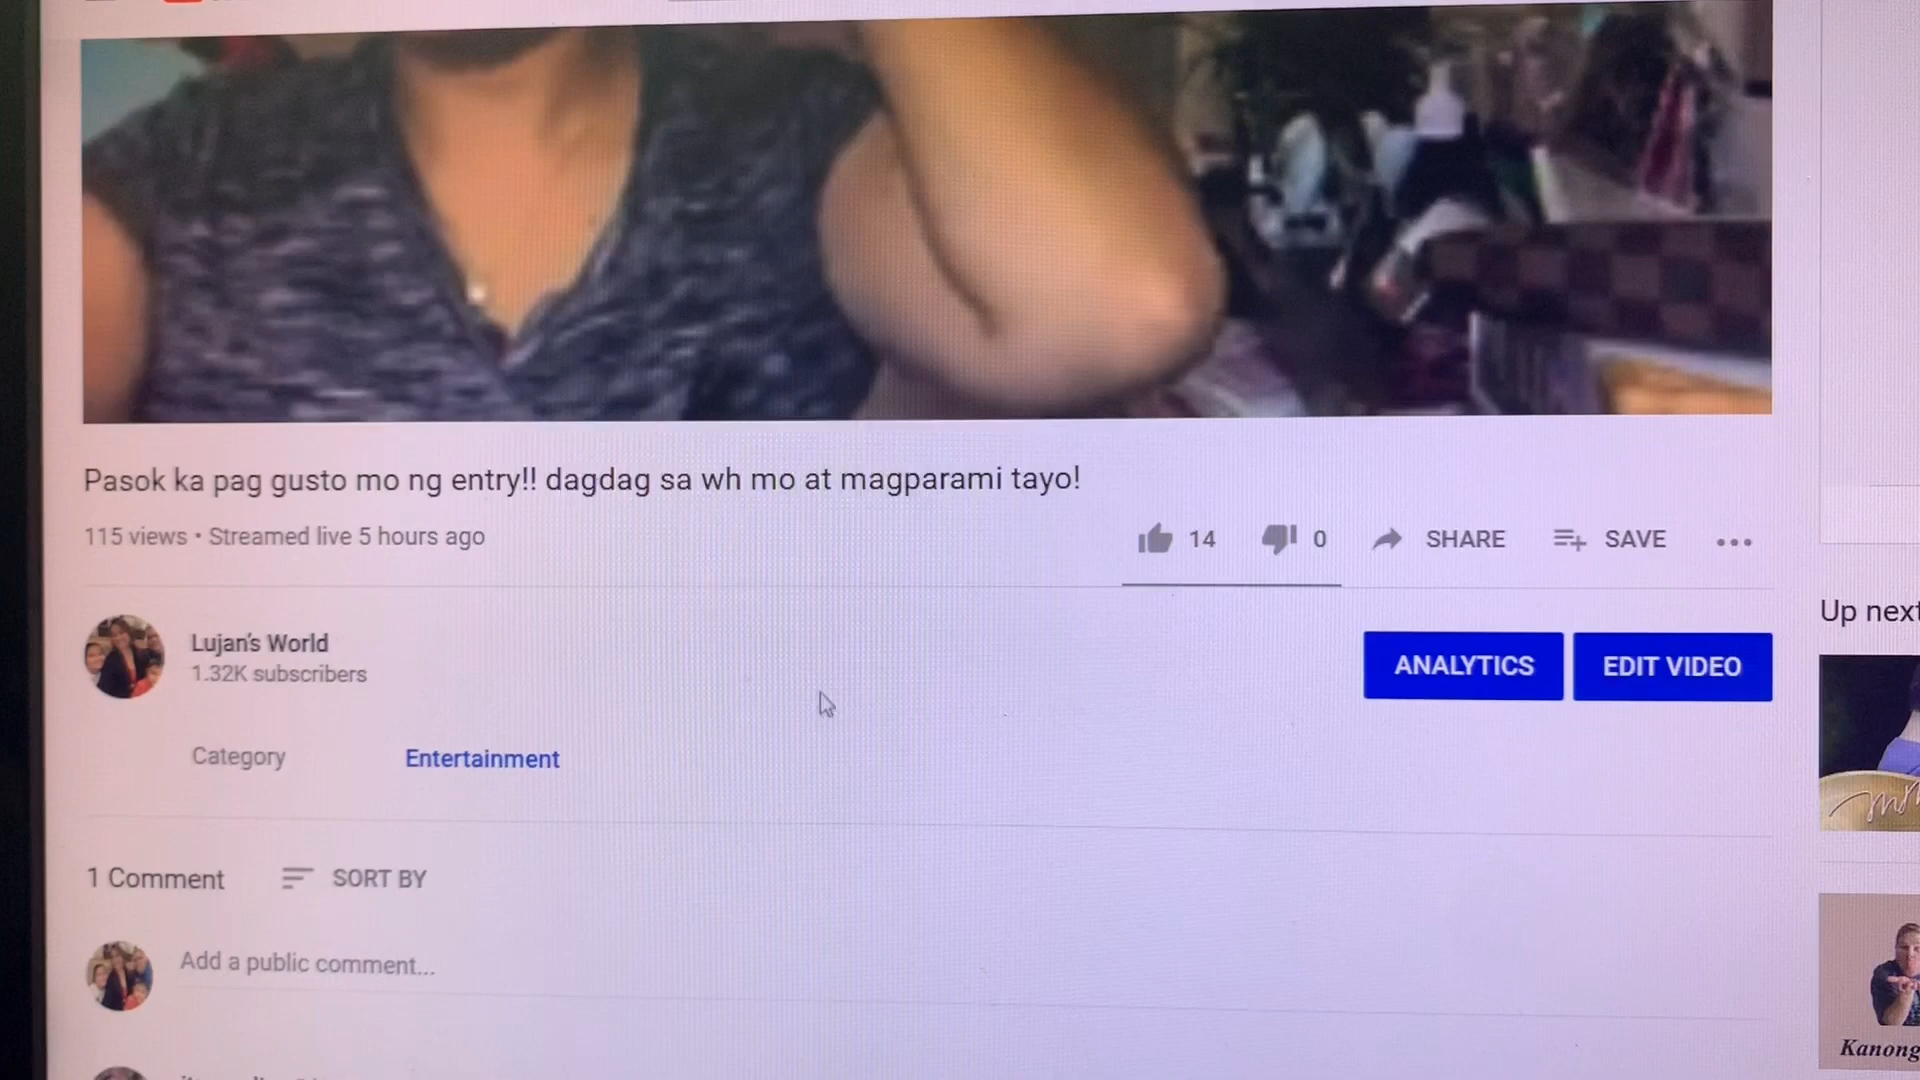 Pasok ka pag gusto mo ng entry!! dagdag sa wh mo at magparami tayo!
115 views • Streamed live 5 hours ago
14 0 SHARE SAVE
Lujan's World
1.32K subscribers
ANALYTICS EDIT VIDEO
Category Entertainment
1 Comment SORT BY
Add a public comment...
Up next
Kanong